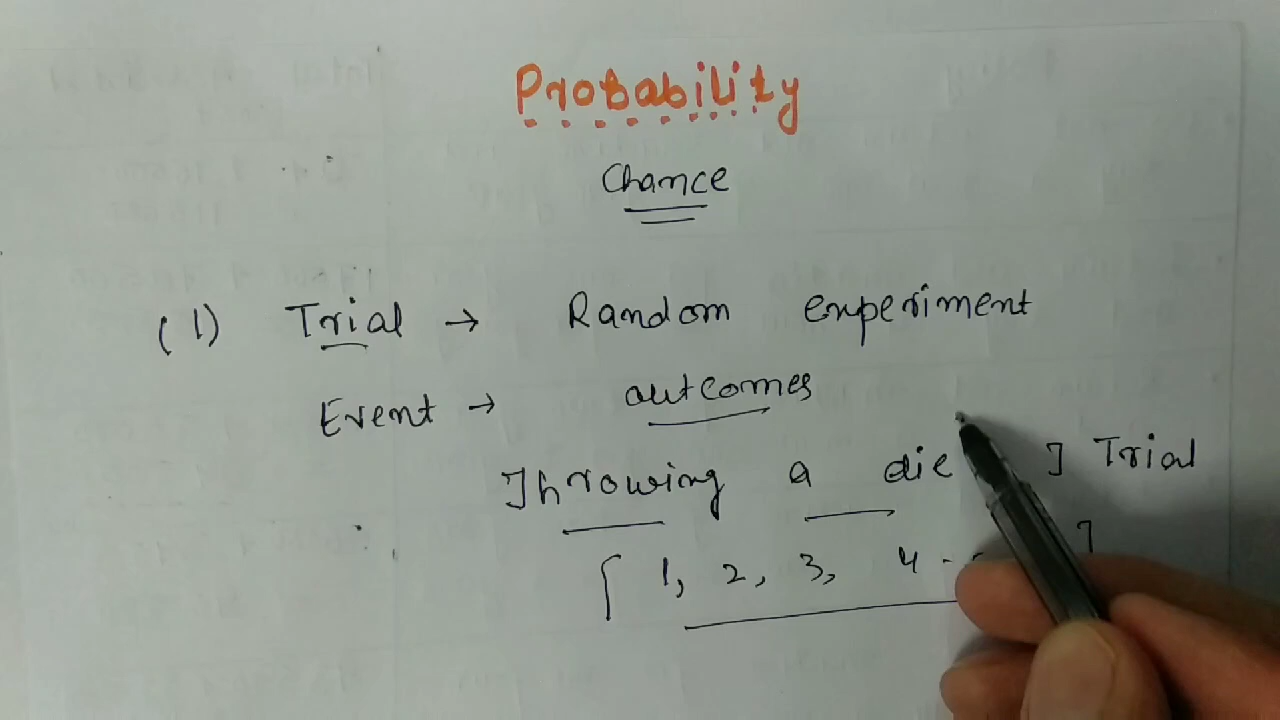 Probability
Chance
(1) Trial → Random experiment
Event → outcomes
Throwing a die ] Trial
[ 1, 2, 3, 4 - - ]